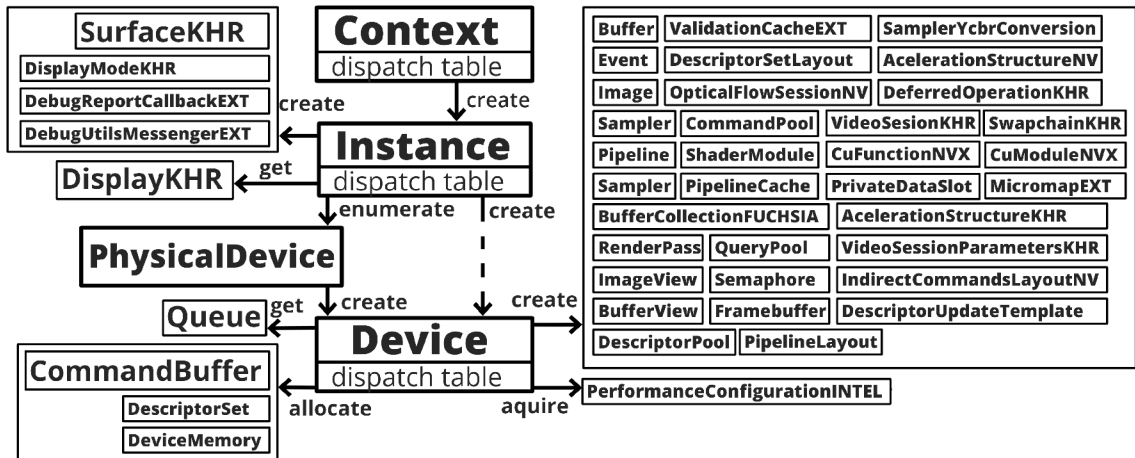 SurfaceKHR
DisplayModeKHR
DebugReportCallbackEXT
DebugUtilsMessengerEXT
Context
dispatch table
create
create
Instance
dispatch table
get
DisplayKHR
enumerate
create
PhysicalDevice
create
get
Queue
Device
dispatch table
create
CommandBuffer
DescriptorSet
DeviceMemory
allocate
aquire
Buffer ValidationCacheEXT SamplerYcbrConversion
Event DescriptorSetLayout AcelerationStructureNV
Image OpticalFlowSessionNV DeferredOperationKHR
Sampler CommandPool VideoSesionKHR SwapchainKHR
Pipeline ShaderModule CuFunctionNVX CuModuleNVX
Sampler PipelineCache PrivateDataSlot MicromapEXT
BufferCollectionFUCHSIA AcelerationStructureKHR
RenderPass QueryPool VideoSessionParametersKHR
ImageView Semaphore IndirectCommandsLayoutNV
BufferView Framebuffer DescriptorUpdateTemplate
DescriptorPool PipelineLayout
PerformanceConfigurationINTEL